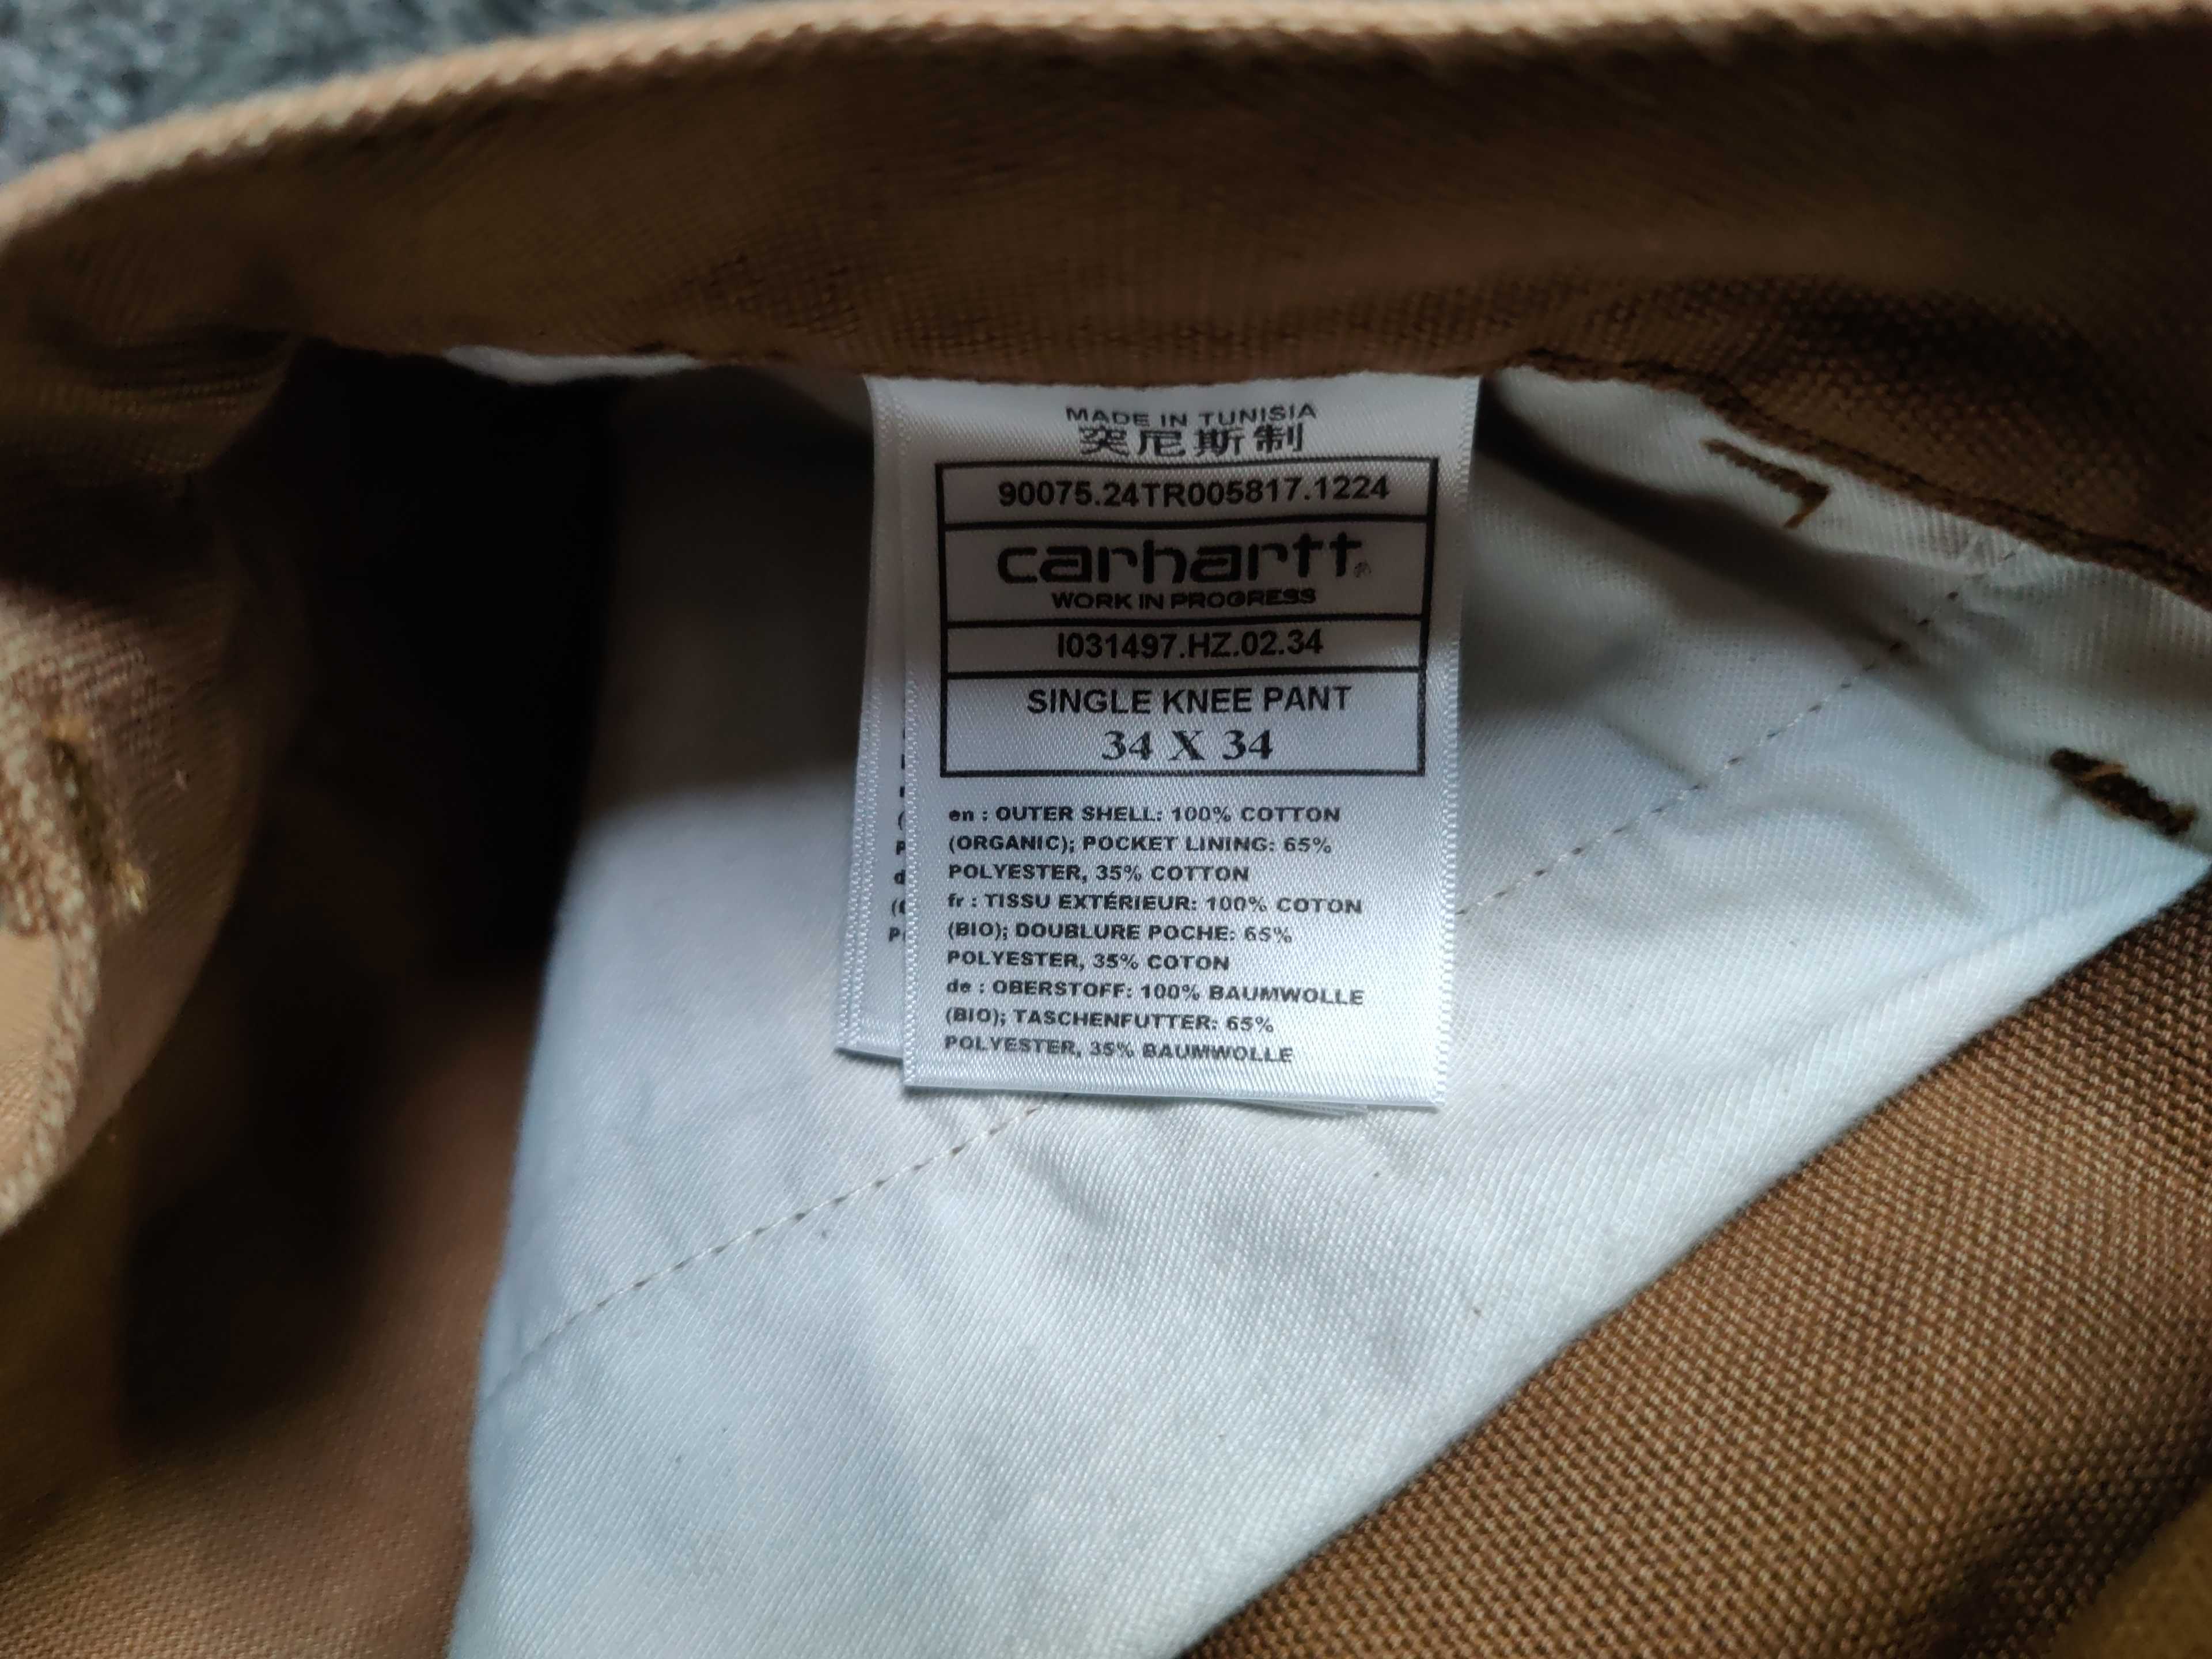 MADE IN TUNISIA
突尼斯制
90075.24TR005817.1224
carhartt®
WORK IN PROGRESS
I031497.HZ.02.34
SINGLE KNEE PANT
34 X 34
en : OUTER SHELL: 100% COTTON
(ORGANIC); POCKET LINING: 65%
POLYESTER, 35% COTTON
fr : TISSU EXTÉRIEUR: 100% COTON
(BIO); DOUBLURE POCHE: 65%
POLYESTER, 35% COTON
de : OBERSTOFF: 100% BAUMWOLLE
(BIO); TASCHENFUTTER: 65%
POLYESTER, 35% BAUMWOLLE